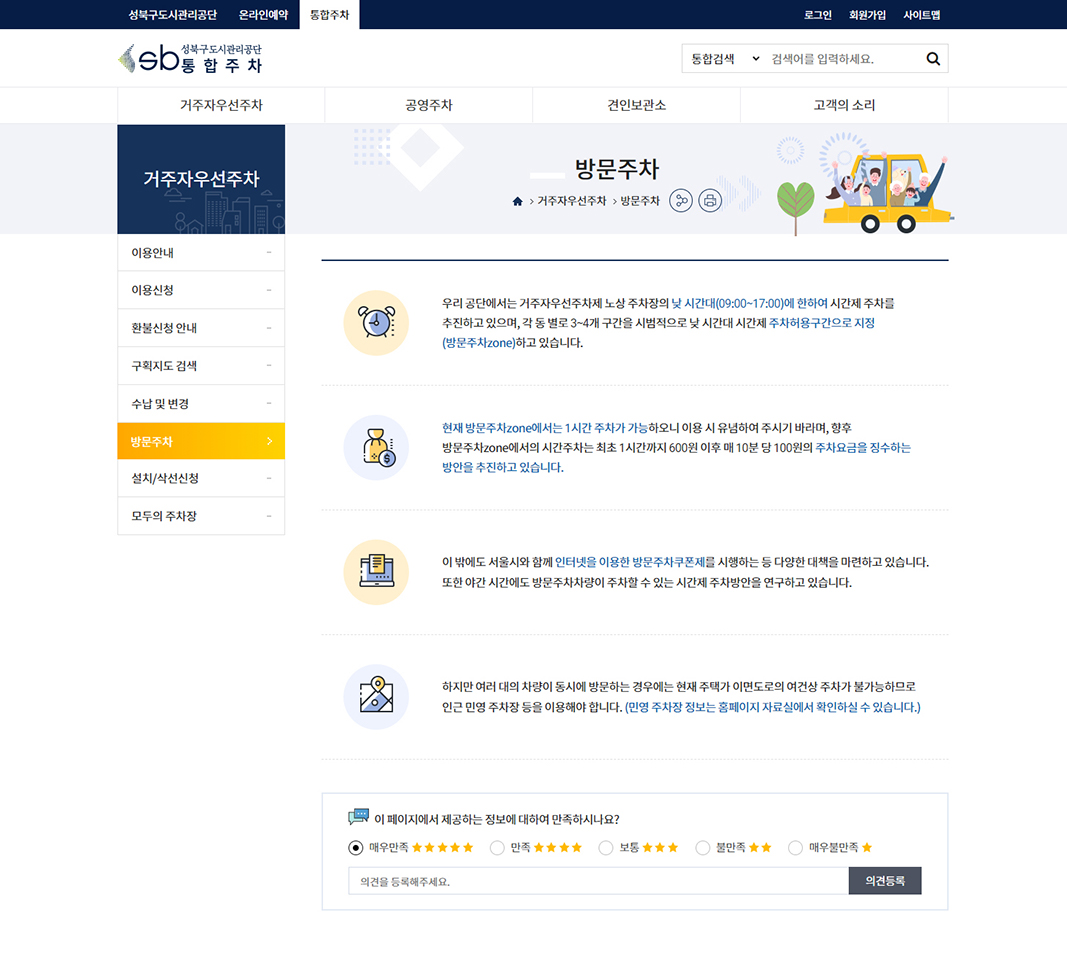 성북구도시관리공단 온라인예약 통합주차 로그인 회원가입 사이트맵
sb 성북구도시관리공단
통합주차
통합검색 검색어를 입력하세요.
거주자우선주차 공영주차 견인보관소 고객의 소리
거주자우선주차
방문주차
거주자우선주차 방문주차
이용안내
이용신청
환불신청 안내
구획지도 검색
수납 및 변경
방문주차
설치/삭선신청
모두의 주차장
우리 공단에서는 거주자우선주차제 노상 주차장의 낮 시간대(09:00~17:00)에 한하여 시간제 주차를
추진하고 있으며, 각 동 별로 3~4개 구간을 시범적으로 낮 시간대 시간제 주차허용구간으로 지정
(방문주차zone)하고 있습니다.
현재 방문주차zone에서는 1시간 주차가 가능하오니 이용 시 유념하여 주시기 바라며, 향후
방문주차zone에서의 시간주차는 최초 1시간까지 600원 이후 매 10분 당 100원의 주차요금을 징수하는
방안을 추진하고 있습니다.
이 밖에도 서울시와 함께 인터넷을 이용한 방문주차쿠폰제를 시행하는 등 다양한 대책을 마련하고 있습니다.
또한 야간 시간에도 방문주차차량이 주차할 수 있는 시간제 주차방안을 연구하고 있습니다.
하지만 여러 대의 차량이 동시에 방문하는 경우에는 현재 주택가 이면도로의 여건상 주차가 불가능하므로
인근 민영 주차장 등을 이용해야 합니다. (민영 주차장 정보는 홈페이지 자료실에서 확인하실 수 있습니다.)
이 페이지에서 제공하는 정보에 대하여 만족하시나요?
매우만족 ★★★★★ 만족 ★★★★ 보통 ★★★ 불만족 ★★ 매우불만족 ★
의견을 등록해주세요. 의견등록